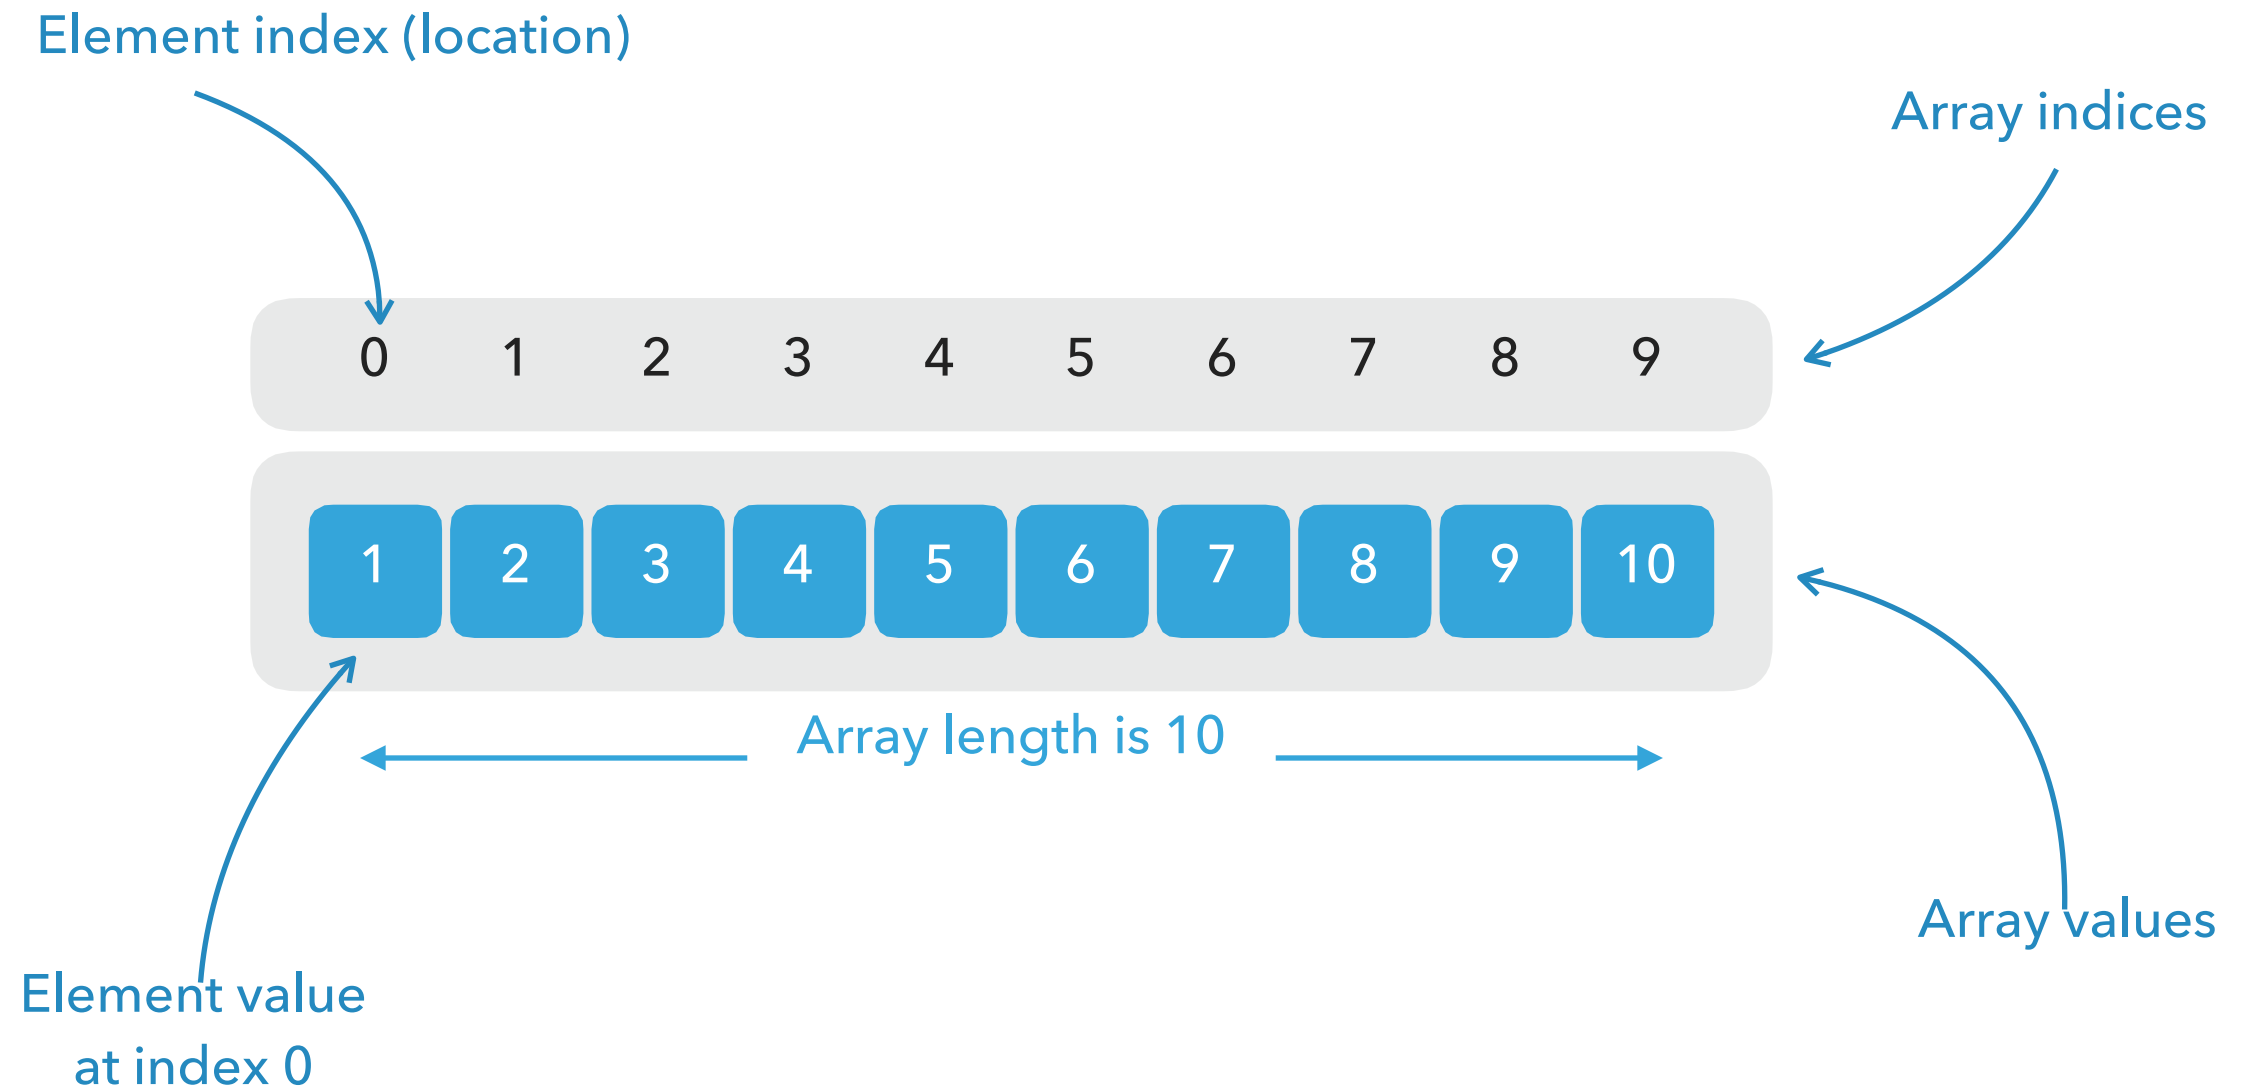 Element index (location)
Array indices
0 1 2 3 4 5 6 7 8 9
1 2 3 4 5 6 7 8 9 10
Array length is 10
Array values
Element value
at index 0